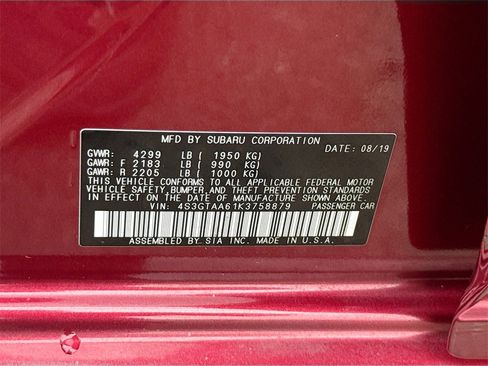 MFD BY SUBARU CORPORATION
GVWR: 4299 LB ( 1950 KG) DATE: 08/19
GAWR: F 2183 LB ( 990 KG)
GAWR: R 2205 LB ( 1000 KG)
THIS VEHICLE CONFORMS TO ALL APPLICABLE FEDERAL MOTOR
VEHICLE SAFETY, BUMPER, AND THEFT PREVENTION STANDARDS
IN EFFECT ON THE DATE OF MANUFACTURE SHOWN ABOVE.
VIN: 4S3GTAA61K3758879 PASSENGER CAR
ASSEMBLED BY SIA INC. MADE IN U.S.A.